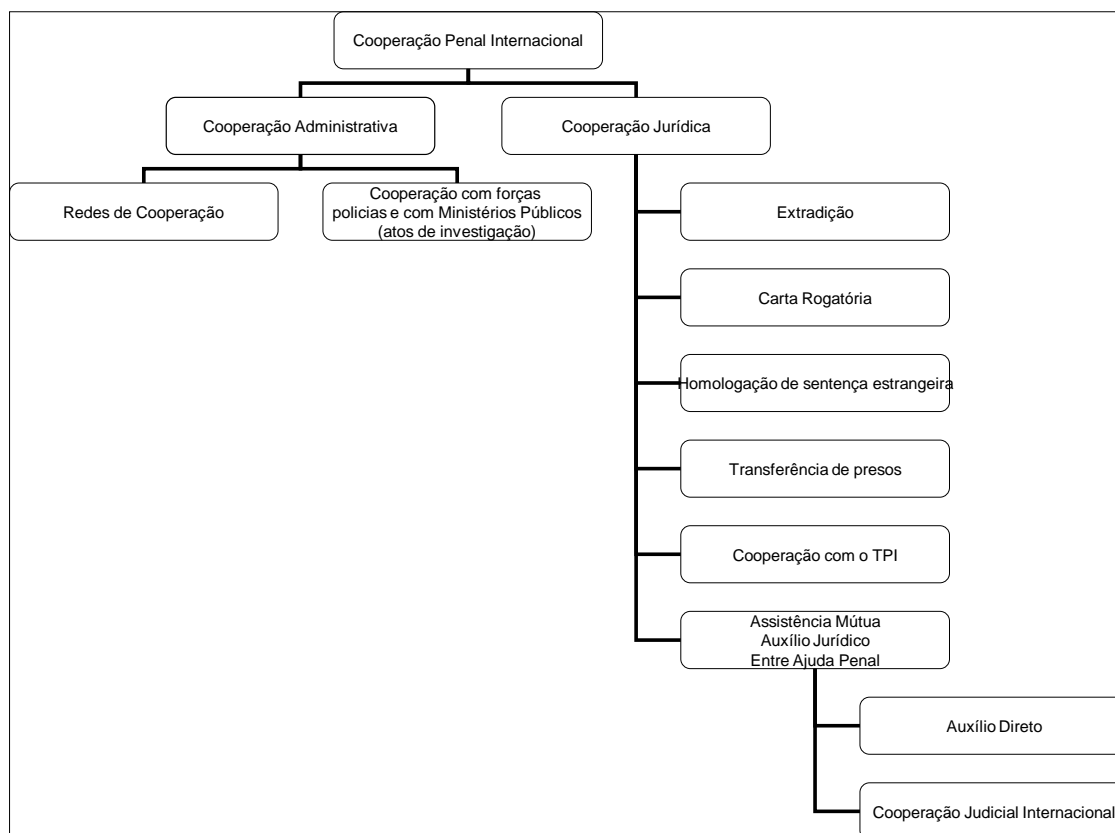 Cooperação Penal Internacional
Cooperação Administrativa
Cooperação Jurídica
Redes de Cooperação
Cooperação com forças
policias e com Ministérios Públicos
(atos de investigação)
Extradição
Carta Rogatória
Homologação de sentença estrangeira
Transferência de presos
Cooperação com o TPI
Assistência Mútua
Auxílio Jurídico
Entre Ajuda Penal
Auxílio Direto
Cooperação Judicial Internacional